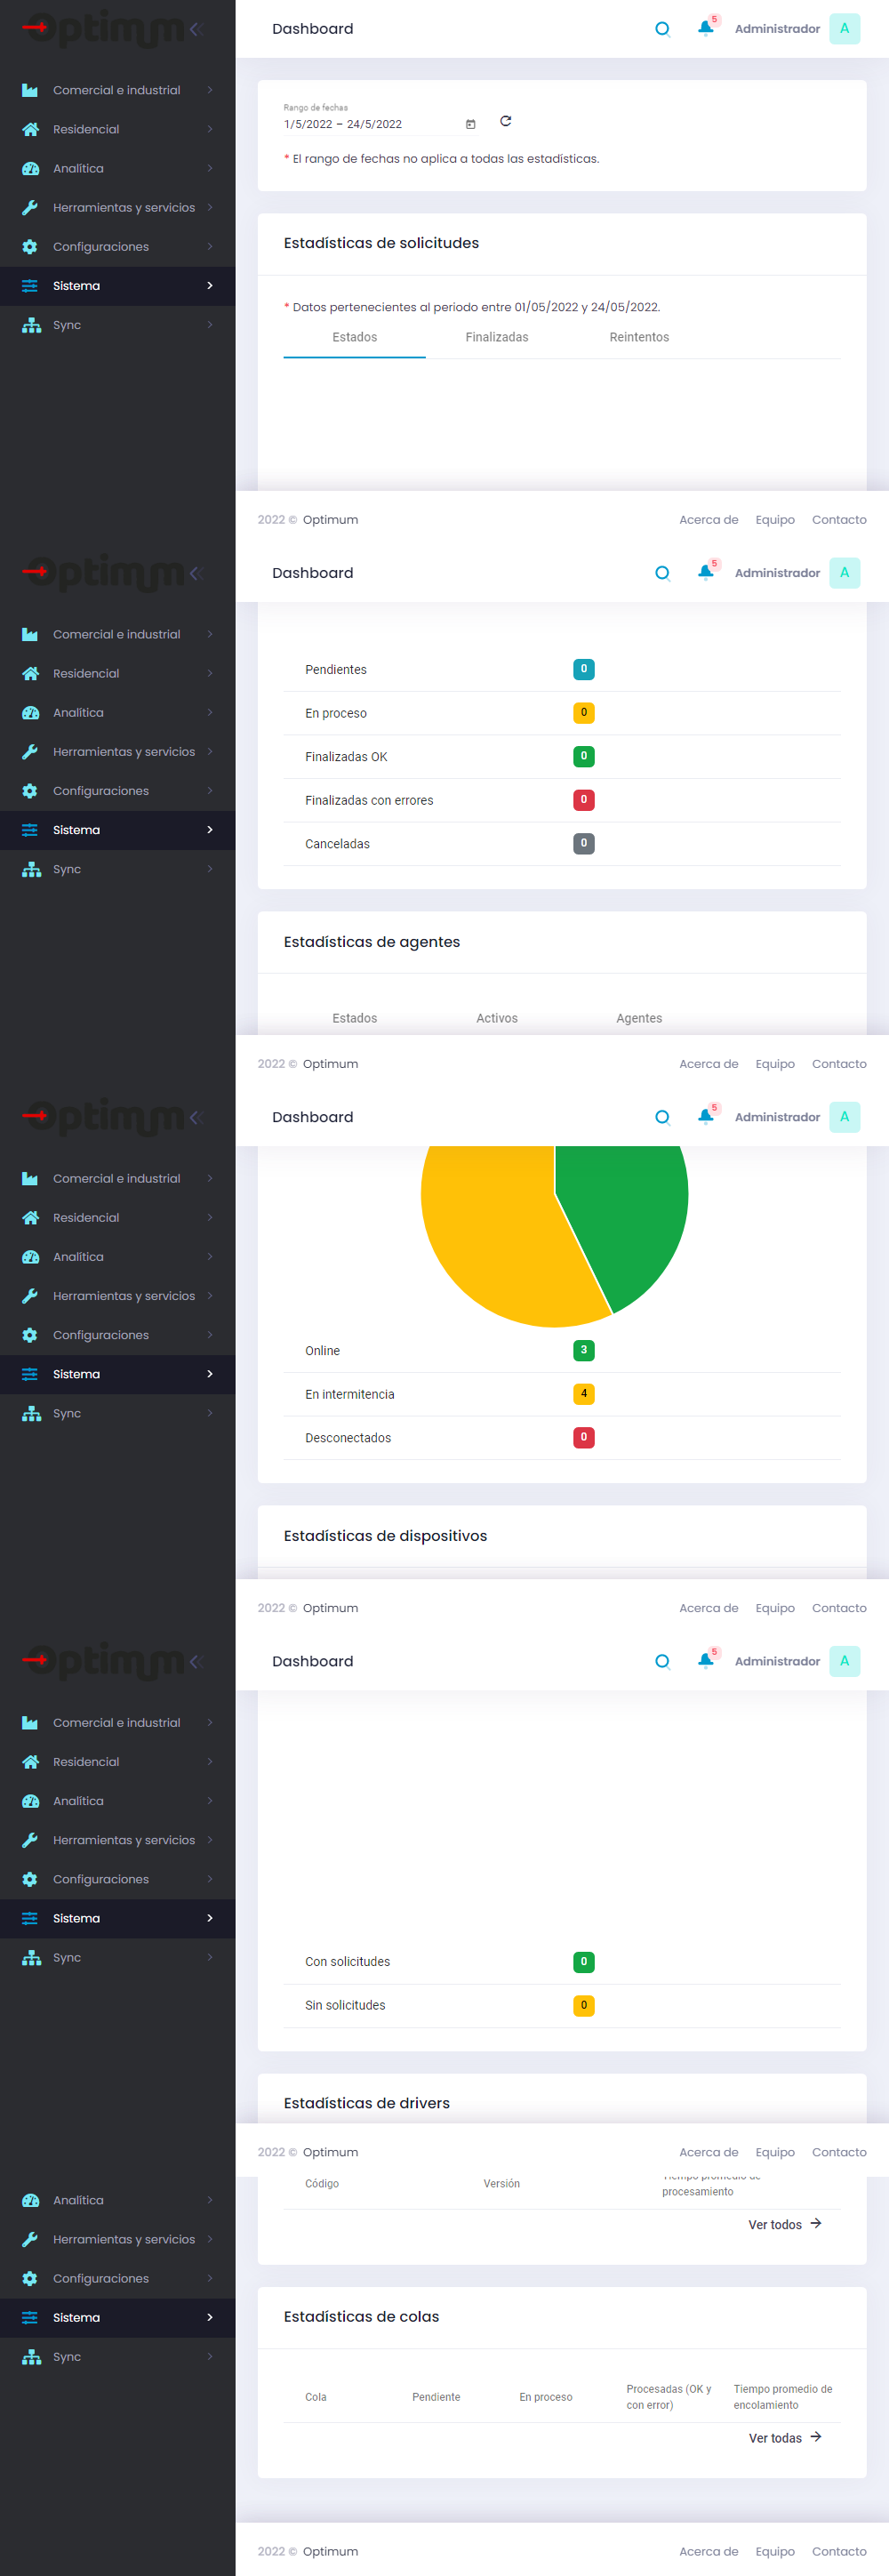 Optimum
Dashboard
5
Administrador
A
Comercial e industrial
Residencial
Analítica
Herramientas y servicios
Configuraciones
Sistema
Sync
Rango de fechas
1/5/2022 – 24/5/2022
* El rango de fechas no aplica a todas las estadísticas.
Estadísticas de solicitudes
* Datos pertenecientes al periodo entre 01/05/2022 y 24/05/2022.
Estados Finalizadas Reintentos
2022 © Optimum
Acerca de Equipo Contacto
Optimum
Dashboard
5
Administrador
A
Comercial e industrial
Residencial
Analítica
Herramientas y servicios
Configuraciones
Sistema
Sync
Pendientes 0
En proceso 0
Finalizadas OK 0
Finalizadas con errores 0
Canceladas 0
Estadísticas de agentes
Estados Activos Agentes
2022 © Optimum
Acerca de Equipo Contacto
Optimum
Dashboard
5
Administrador
A
Comercial e industrial
Residencial
Analítica
Herramientas y servicios
Configuraciones
Sistema
Sync
Online 3
En intermitencia 4
Desconectados 0
Estadísticas de dispositivos
2022 © Optimum
Acerca de Equipo Contacto
Optimum
Dashboard
5
Administrador
A
Comercial e industrial
Residencial
Analítica
Herramientas y servicios
Configuraciones
Sistema
Sync
Con solicitudes 0
Sin solicitudes 0
Estadísticas de drivers
2022 © Optimum
Acerca de Equipo Contacto
Analítica
Herramientas y servicios
Configuraciones
Sistema
Sync
Código Versión Tiempo promedio de
procesamiento
Ver todos
Estadísticas de colas
Cola Pendiente En proceso Procesadas (OK y
con error) Tiempo promedio de
encolamiento
Ver todas
2022 © Optimum
Acerca de Equipo Contacto